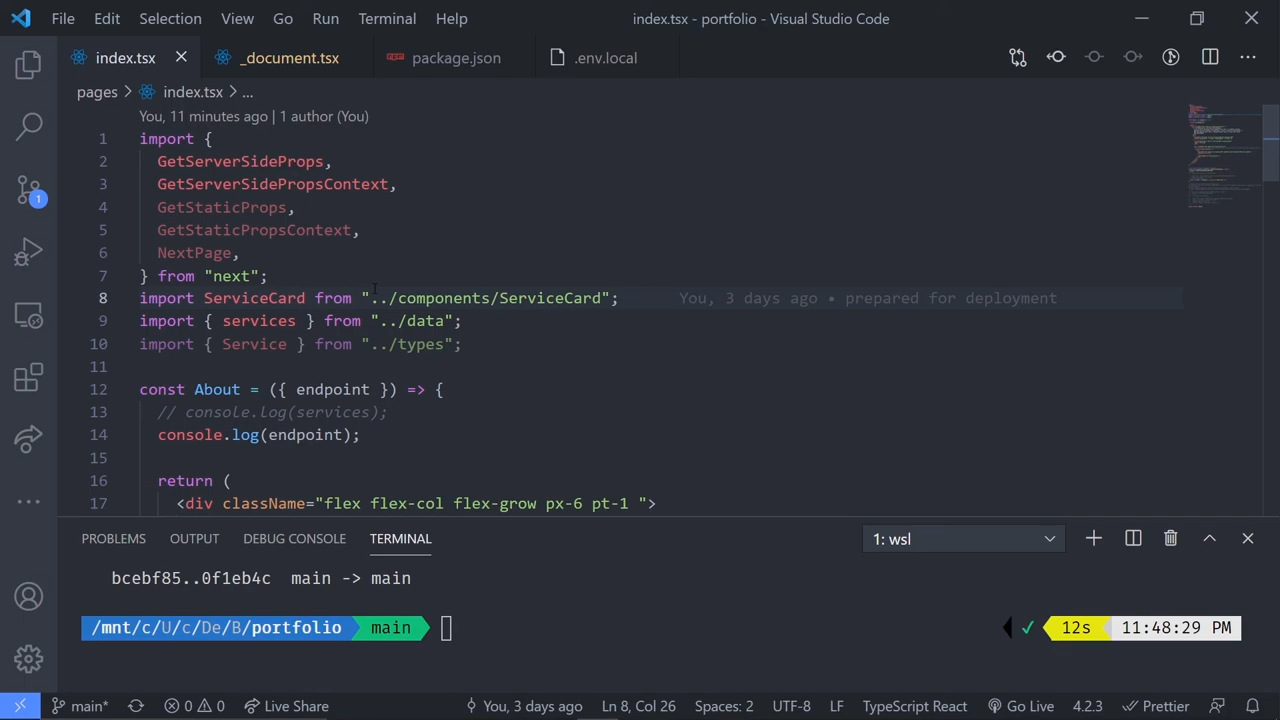 File Edit Selection View Go Run Terminal Help index.tsx - portfolio - Visual Studio Code
index.tsx _document.tsx package.json .env.local
pages index.tsx ...
You, 11 minutes ago | 1 author (You)
1 import {
2 GetServerSideProps,
3 GetServerSidePropsContext,
4 GetStaticProps,
5 GetStaticPropsContext,
6 NextPage,
7 } from "next";
8 import ServiceCard from "../components/ServiceCard"; You, 3 days ago • prepared for deployment
9 import { services } from "../data";
10 import { Service } from "../types";
11
12 const About = ({ endpoint }) => {
13 // console.log(services);
14 console.log(endpoint);
15
16 return (
17 <div className="flex flex-col flex-grow px-6 pt-1 ">
1
PROBLEMS OUTPUT DEBUG CONSOLE TERMINAL 1: wsl
bcebf85..0f1eb4c main -> main
/mnt/c/U/c/De/B/portfolio main ✓ 12s 11:48:29 PM
main* 0 0 Live Share You, 3 days ago Ln 8, Col 26 Spaces: 2 UTF-8 LF TypeScript React Go Live 4.2.3 Prettier